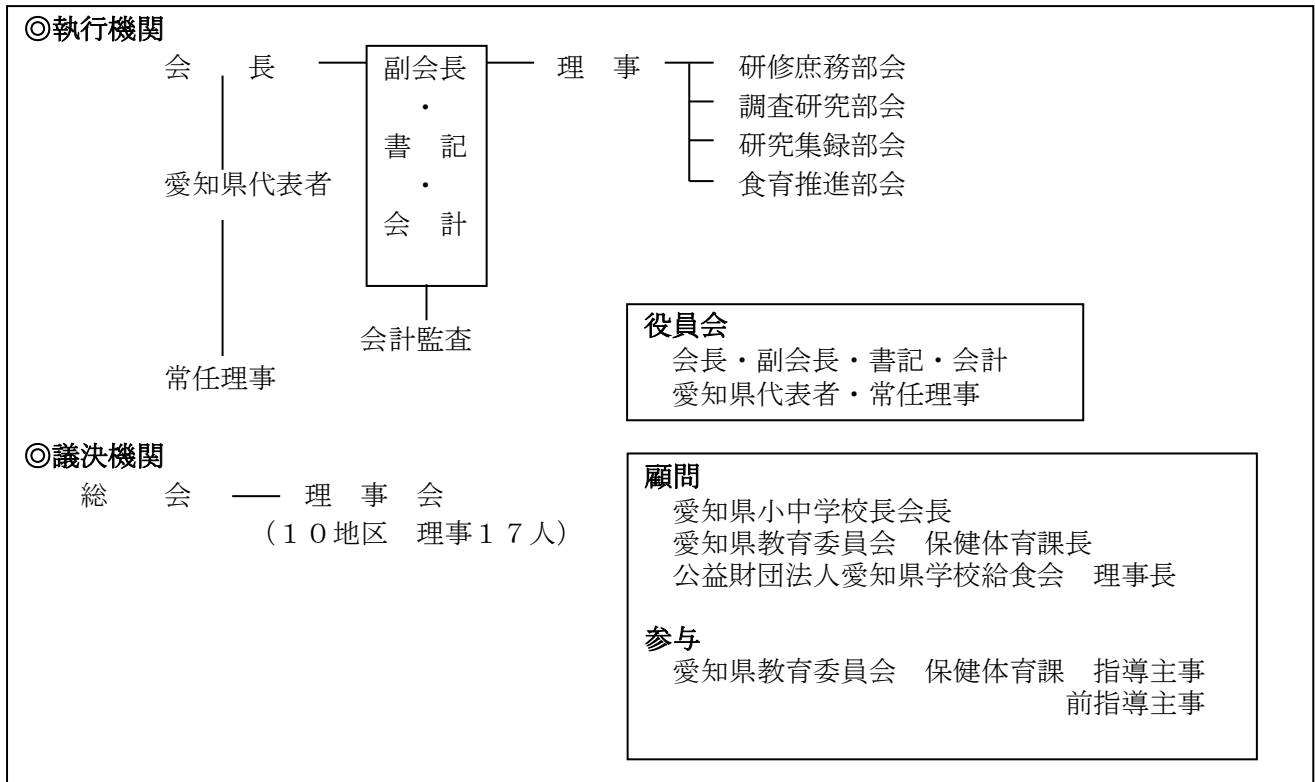 ◎執行機関
会　　長　副会長　理　事　研修庶務部会
・　調査研究部会
書　記　研究集録部会
愛知県代表者　・　食育推進部会
会　計
会計監査
常任理事
役員会
会長・副会長・書記・会計
愛知県代表者・常任理事
◎議決機関
総　　会　理　事　会
（１０地区　理事１７人）
顧問
愛知県小中学校長会長
愛知県教育委員会　保健体育課長
公益財団法人愛知県学校給食会　理事長
参与
愛知県教育委員会　保健体育課　指導主事
前指導主事